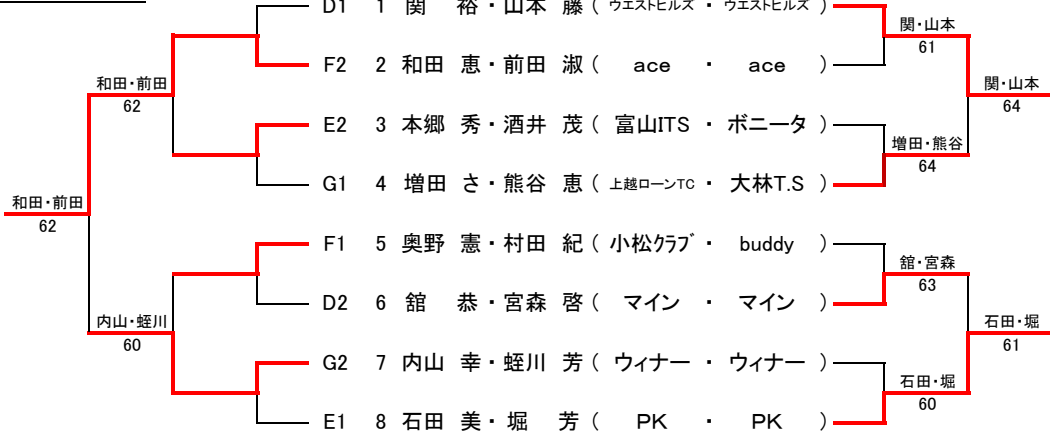 D1 1 関 裕・山本 藤 ( ウエストヒルズ ・ ウエストヒルズ )
関・山本
61
F2 2 和田 恵・前田 淑 ( ace ・ ace )
和田・前田
62
関・山本
64
E2 3 本郷 秀・酒井 茂 ( 富山ITS ・ ボニータ )
増田・熊谷
64
G1 4 増田 さ・熊谷 恵 ( 上越ローンTC ・ 大林T.S )
和田・前田
62
F1 5 奥野 憲・村田 紀 ( 小松クラブ ・ buddy )
舘・宮森
63
D2 6 舘 恭・宮森 啓 ( マイン ・ マイン )
内山・蛭川
60
石田・堀
61
G2 7 内山 幸・蛭川 芳 ( ウィナー ・ ウィナー )
石田・堀
60
E1 8 石田 美・堀 芳 ( PK ・ PK )